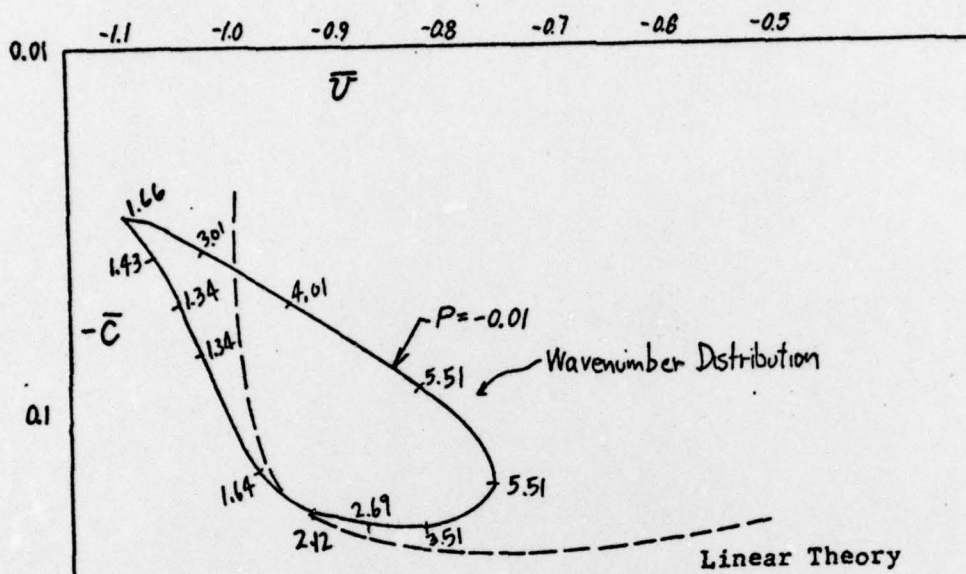 -1.1 -1.0 -0.9 -0.8 -0.7 -0.6 -0.5
0.01
U̅
1.66
3.01
1.43
1.34
4.01
-C̅
P=-0.01
1.34
Wavenumber Distribution
5.51
0.1
1.64
5.51
2.69
2.12
3.51
Linear Theory